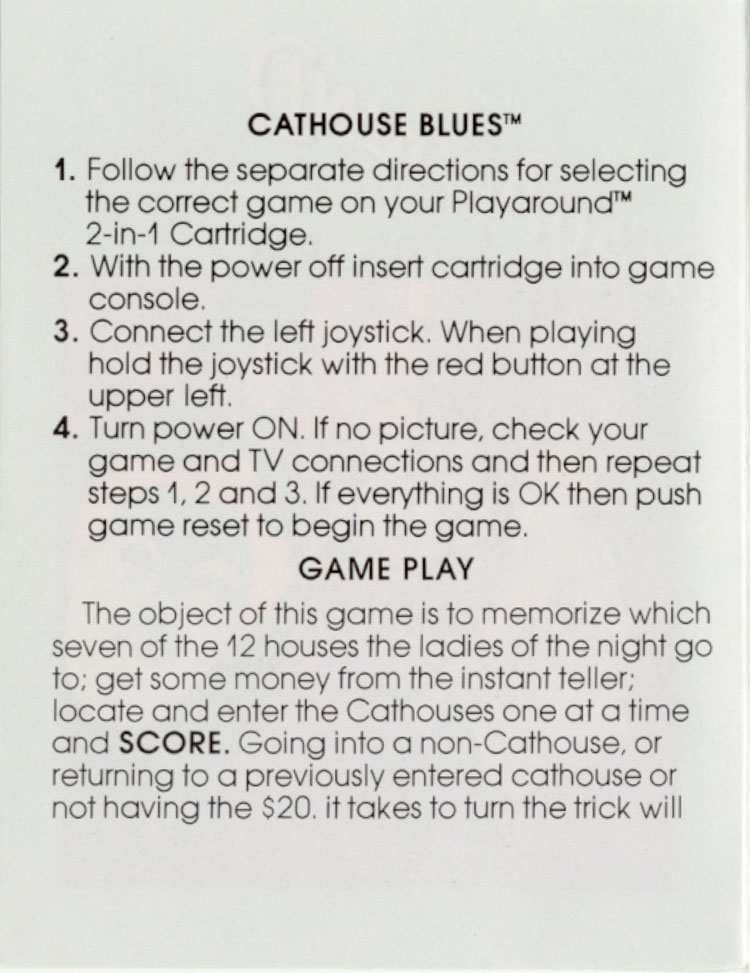 CATHOUSE BLUES™
1. Follow the separate directions for selecting
the correct game on your Playaround™
2-in-1 Cartridge.
2. With the power off insert cartridge into game
console.
3. Connect the left joystick. When playing
hold the joystick with the red button at the
upper left.
4. Turn power ON. If no picture, check your
game and TV connections and then repeat
steps 1, 2 and 3. If everything is OK then push
game reset to begin the game.
GAME PLAY
The object of this game is to memorize which
seven of the 12 houses the ladies of the night go
to; get some money from the instant teller;
locate and enter the Cathouses one at a time
and SCORE. Going into a non-Cathouse, or
returning to a previously entered cathouse or
not having the $20. it takes to turn the trick will